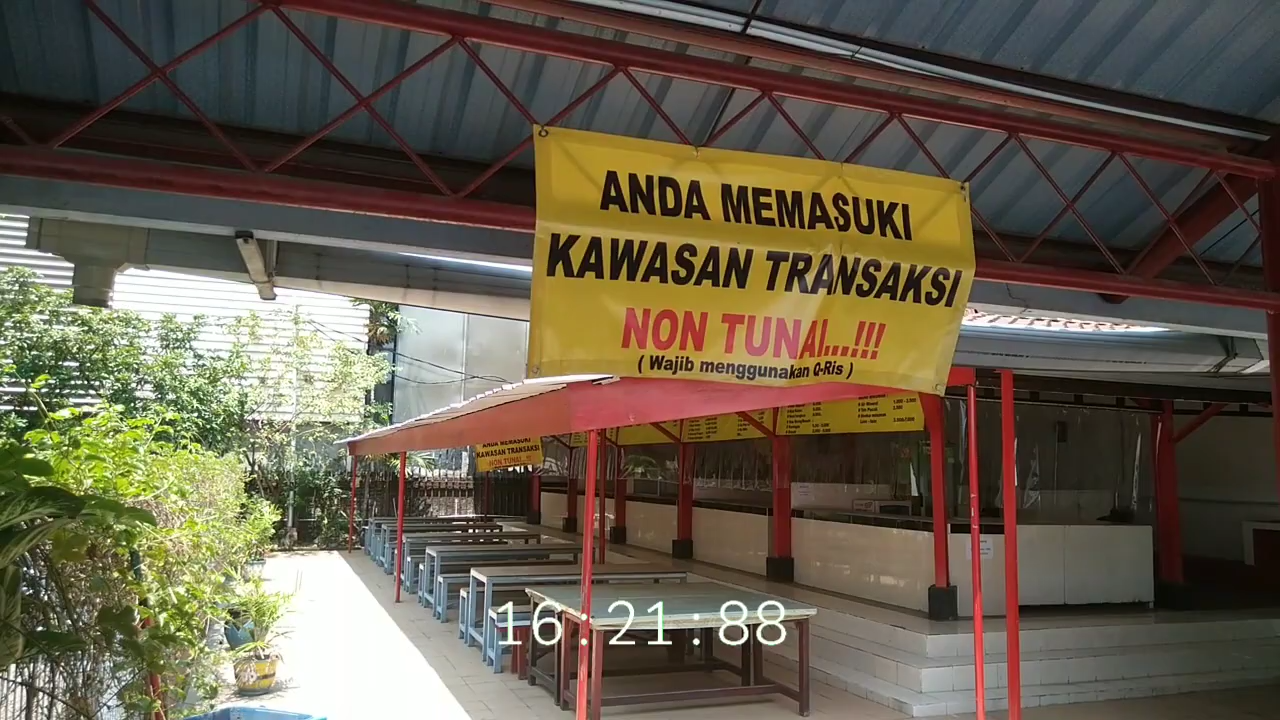 ANDA MEMASUKI
KAWASAN TRANSAKSI
NON TUNAI...!!!
( Wajib menggunakan Q-Ris )
ANDA MEMASUKI
KAWASAN TRANSAKSI
NON TUNAI...!!!
16:21:88